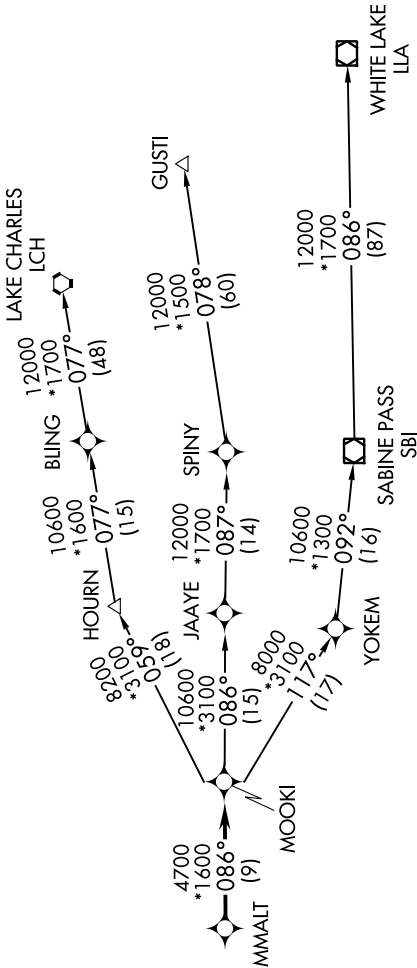 LAKE CHARLES
LCH
12000
*1700
077°
(48)
BLING
10600
*1600
077°
(15)
HOURN
8200
*3100
059°
(18)
GUSTI
12000
*1500
078°
(60)
SPINY
12000
*1700
087°
(14)
JAAYE
10600
*3100
086°
(15)
WHITE LAKE
LLA
12000
*1700
086°
(87)
SABINE PASS
SBI
10600
*1300
092°
(16)
YOKEM
8000
*3100
117°
(17)
MOOKI
4700
*1600
086°
(9)
MMALT